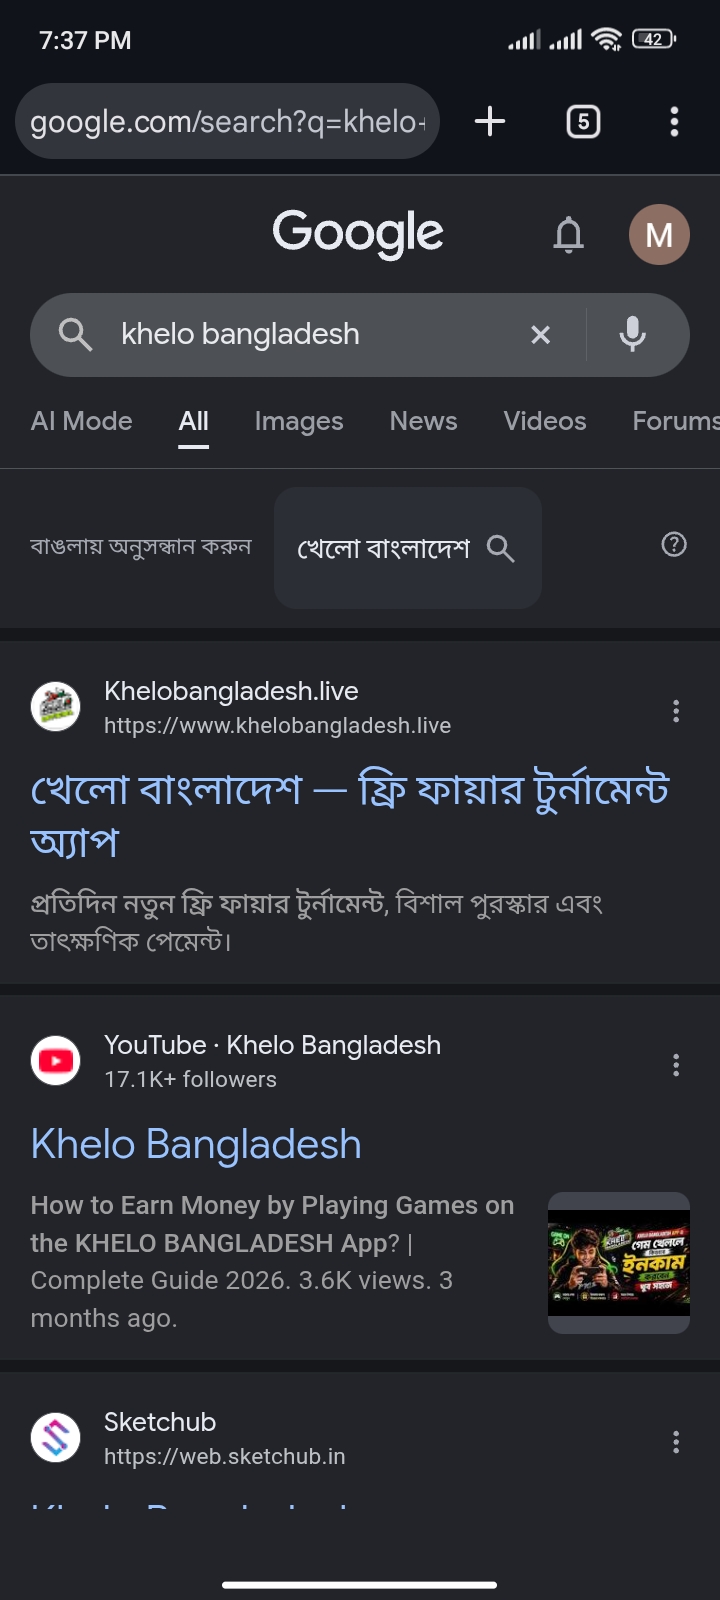 7:37 PM
42
google.com/search?q=khelo
5
Google
M
khelo bangladesh
AI Mode All Images News Videos Forums
বাঙলায় অনুসন্ধান করুন খেলো বাংলাদেশ
Khelobangladesh.live
https://www.khelobangladesh.live
খেলো বাংলাদেশ — ফ্রি ফায়ার টুর্নামেন্ট
অ্যাপ
প্রতিদিন নতুন ফ্রি ফায়ার টুর্নামেন্ট, বিশাল পুরস্কার এবং
তাৎক্ষণিক পেমেন্ট।
YouTube · Khelo Bangladesh
17.1K+ followers
Khelo Bangladesh
How to Earn Money by Playing Games on
the KHELO BANGLADESH App? |
Complete Guide 2026. 3.6K views. 3
months ago.
গেম খেললে
ইনকাম
খুব সহজে
Sketchub
https://web.sketchub.in